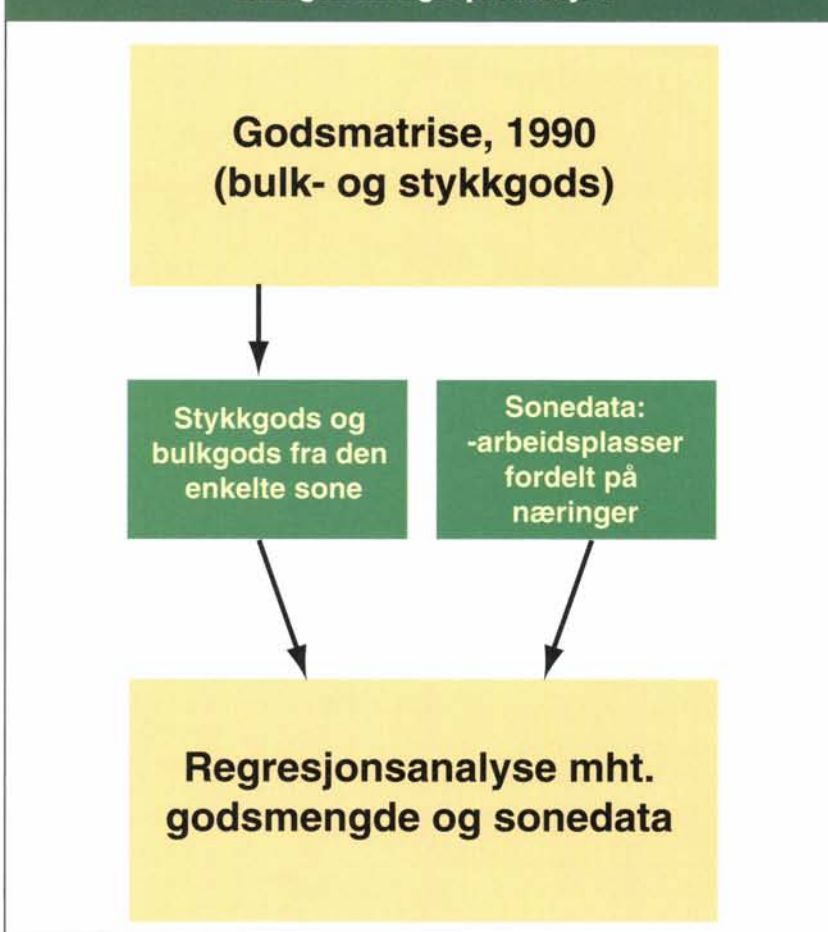 Godsmatrise, 1990
(bulk- og stykkgods)
Stykkgods og
bulkgods fra den
enkelte sone
Sonedata:
-arbeidsplasser
fordelt på
næringer
Regresjonsanalyse mht.
godsmengde og sonedata